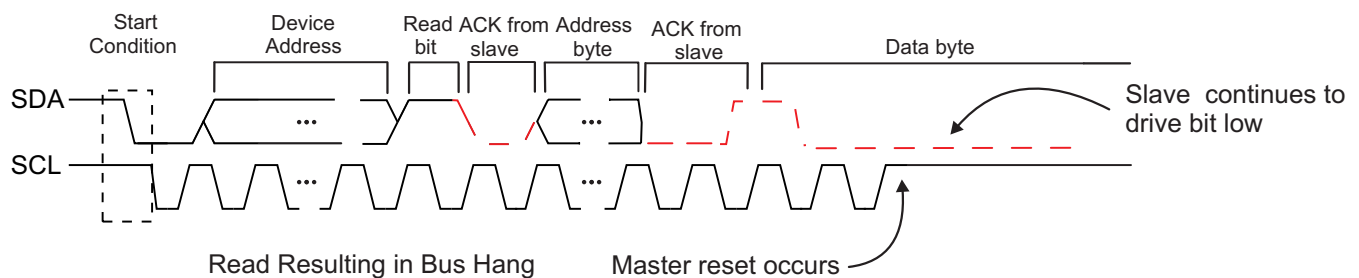 Start
Condition
Device
Address
Read
bit
ACK from
slave
Address
byte
ACK from
slave
Data byte
SDA
...
...
Slave continues to
drive bit low
SCL
...
...
Read Resulting in Bus Hang
Master reset occurs